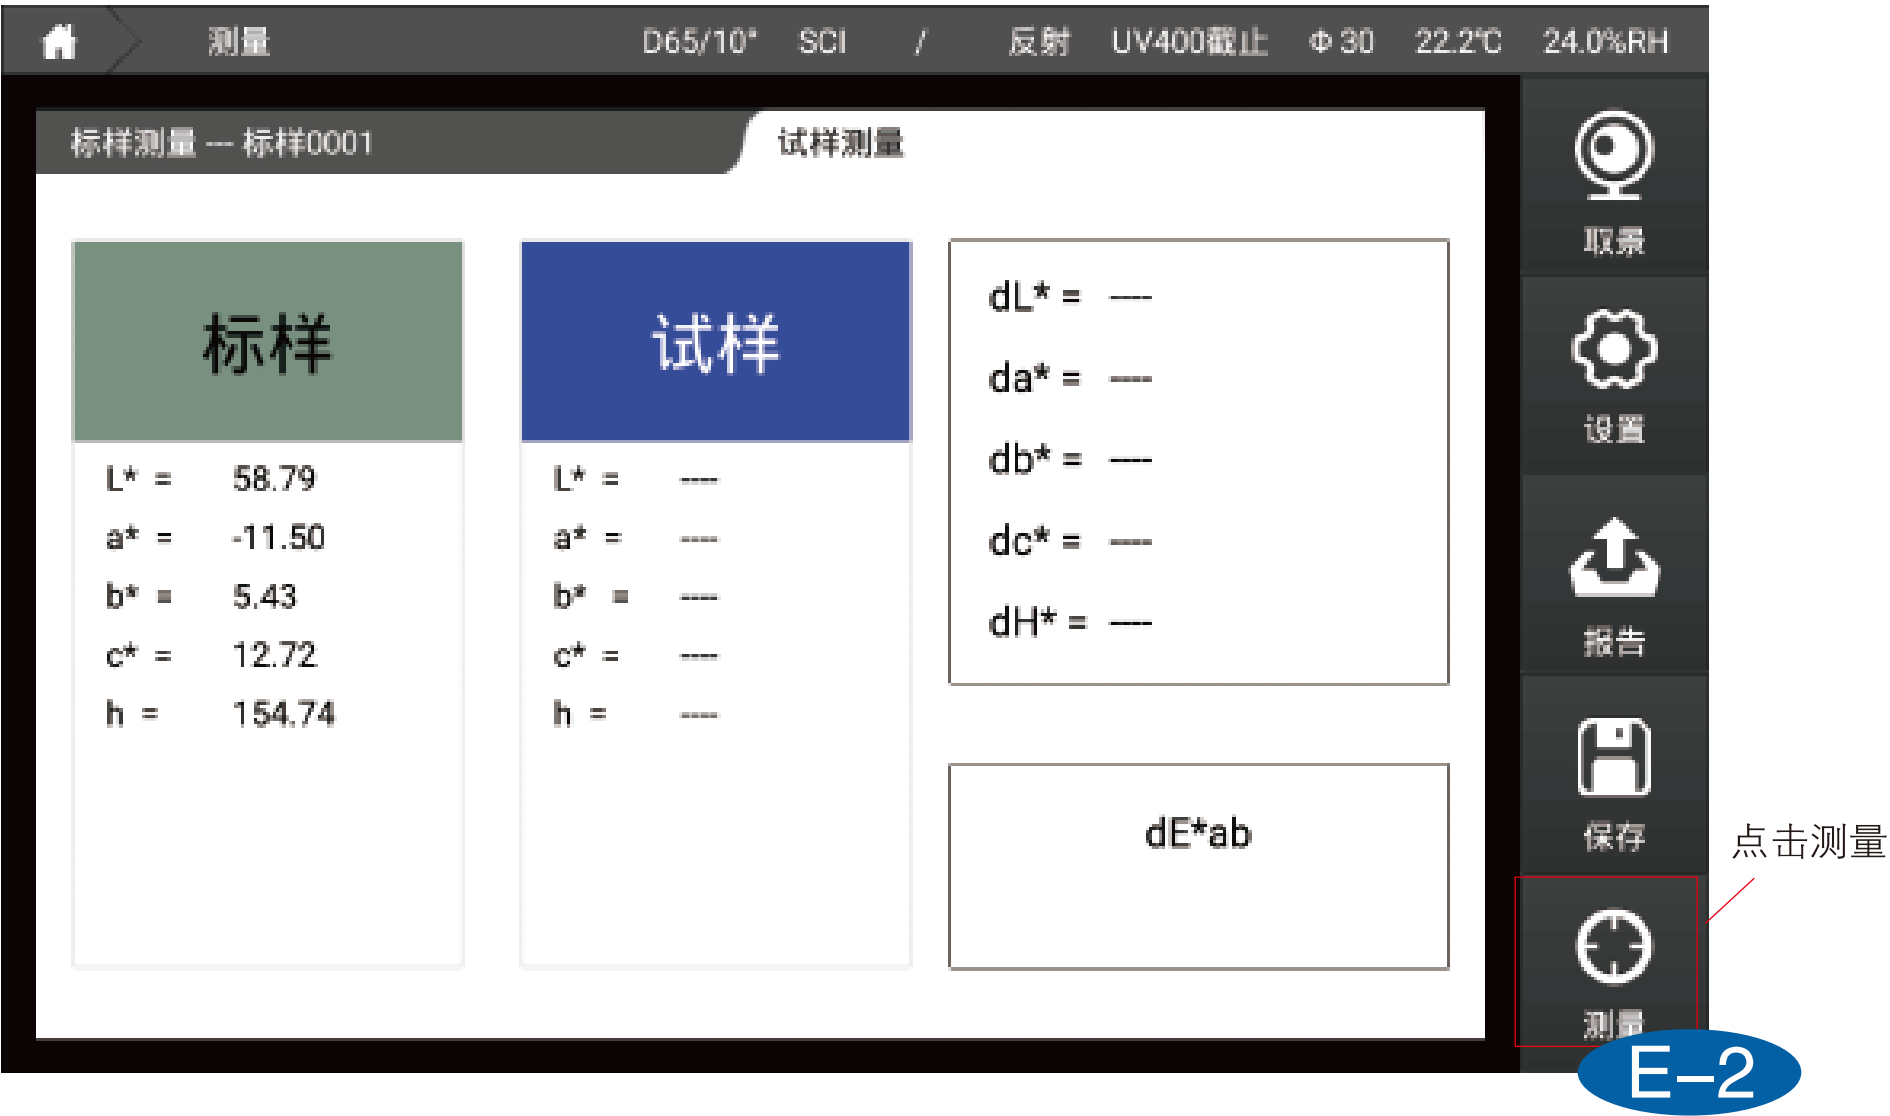 测量 D65/10° SCI / 反射 UV400截止 Φ30 22.2℃ 24.0%RH
标样测量 --- 标样0001
试样测量
标样
L* = 58.79
a* = -11.50
b* = 5.43
c* = 12.72
h = 154.74
试样
L* = ----
a* = ----
b* = ----
c* = ----
h = ----
dL* = ----
da* = ----
db* = ----
dc* = ----
dH* = ----
dE*ab
取景
设置
报告
保存
测量
点击测量
E-2